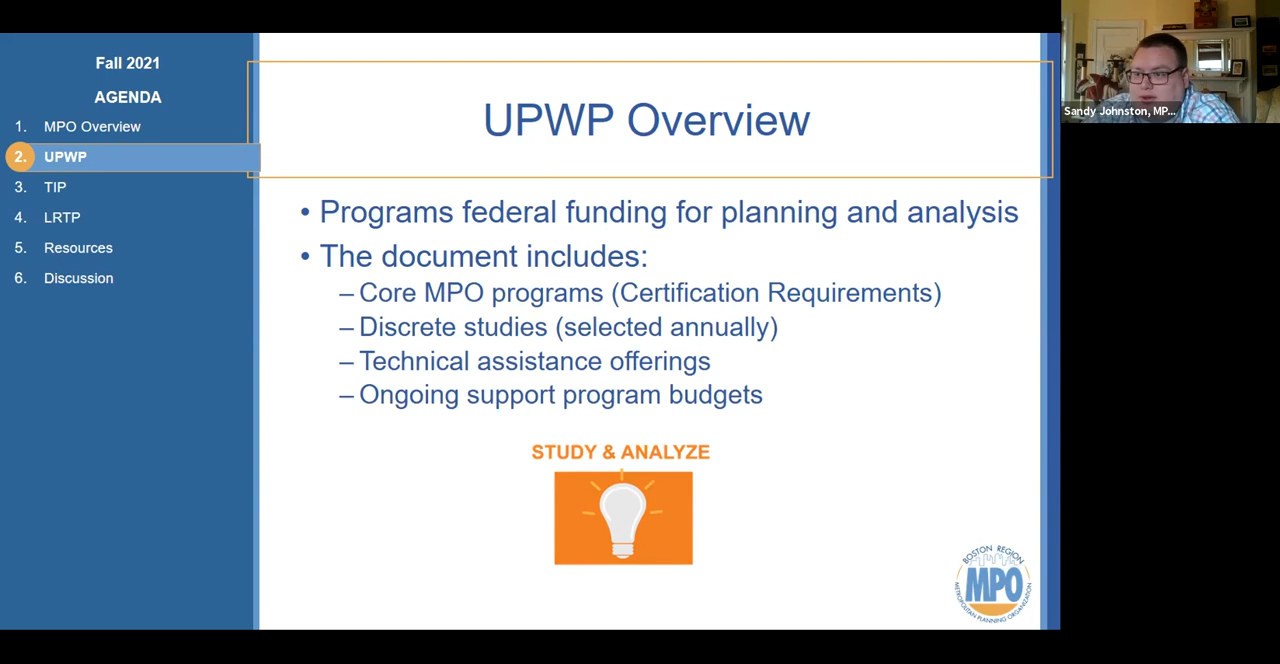 Fall 2021
AGENDA
1. MPO Overview
2. UPWP
3. TIP
4. LRTP
5. Resources
6. Discussion
UPWP Overview
• Programs federal funding for planning and analysis
• The document includes:
– Core MPO programs (Certification Requirements)
– Discrete studies (selected annually)
– Technical assistance offerings
– Ongoing support program budgets
STUDY & ANALYZE
BOSTON REGION
MPO
METROPOLITAN PLANNING ORGANIZATION
Sandy Johnston, MP...